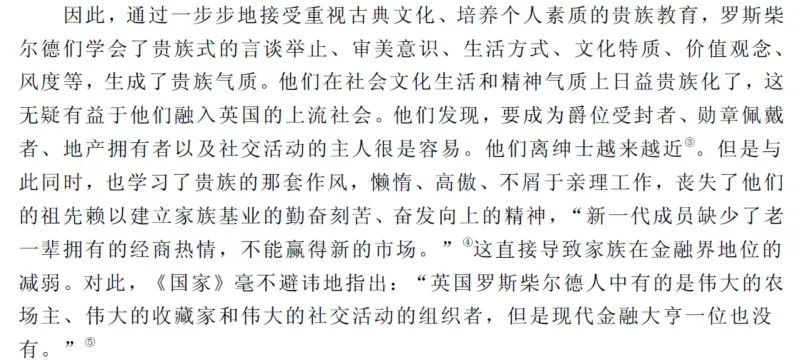 因此，通过一步步地接受重视古典文化、培养个人素质的贵族教育，罗斯柴
尔德们学会了贵族式的言谈举止、审美意识、生活方式、文化特质、价值观念、
风度等，生成了贵族气质。他们在社会文化生活和精神气质上日益贵族化了，这
无疑有益于他们融入英国的上流社会。他们发现，要成为爵位受封者、勋章佩戴
者、地产拥有者以及社交活动的主人很是容易。他们离绅士越来越近③。但是与
此同时，也学习了贵族的那套作风，懒惰、高傲、不屑于亲理工作，丧失了他们
的祖先赖以建立家族基业的勤奋刻苦、奋发向上的精神，“新一代成员缺少了老
一辈拥有的经商热情，不能赢得新的市场。”④这直接导致家族在金融界地位的
减弱。对此，《国家》毫不避讳地指出：“英国罗斯柴尔德人中有的是伟大的农
场主、伟大的收藏家和伟大的社交活动的组织者，但是现代金融大亨一位也没
有。”⑤